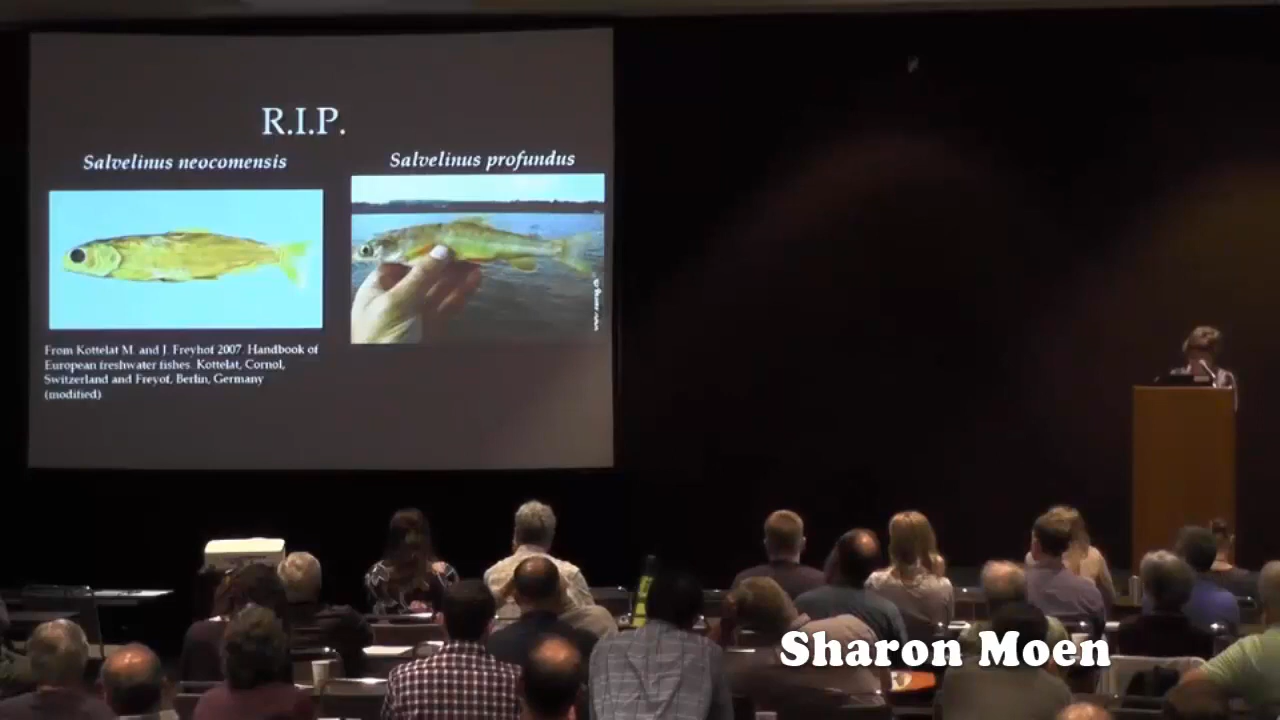 R.I.P.
Salvelinus neocomensis
Salvelinus profundus
From Kottelat M. and J. Freyhof 2007. Handbook of
European freshwater fishes. Kottelat, Cornol,
Switzerland and Freyof, Berlin, Germany
(modified)
Sharon Moen